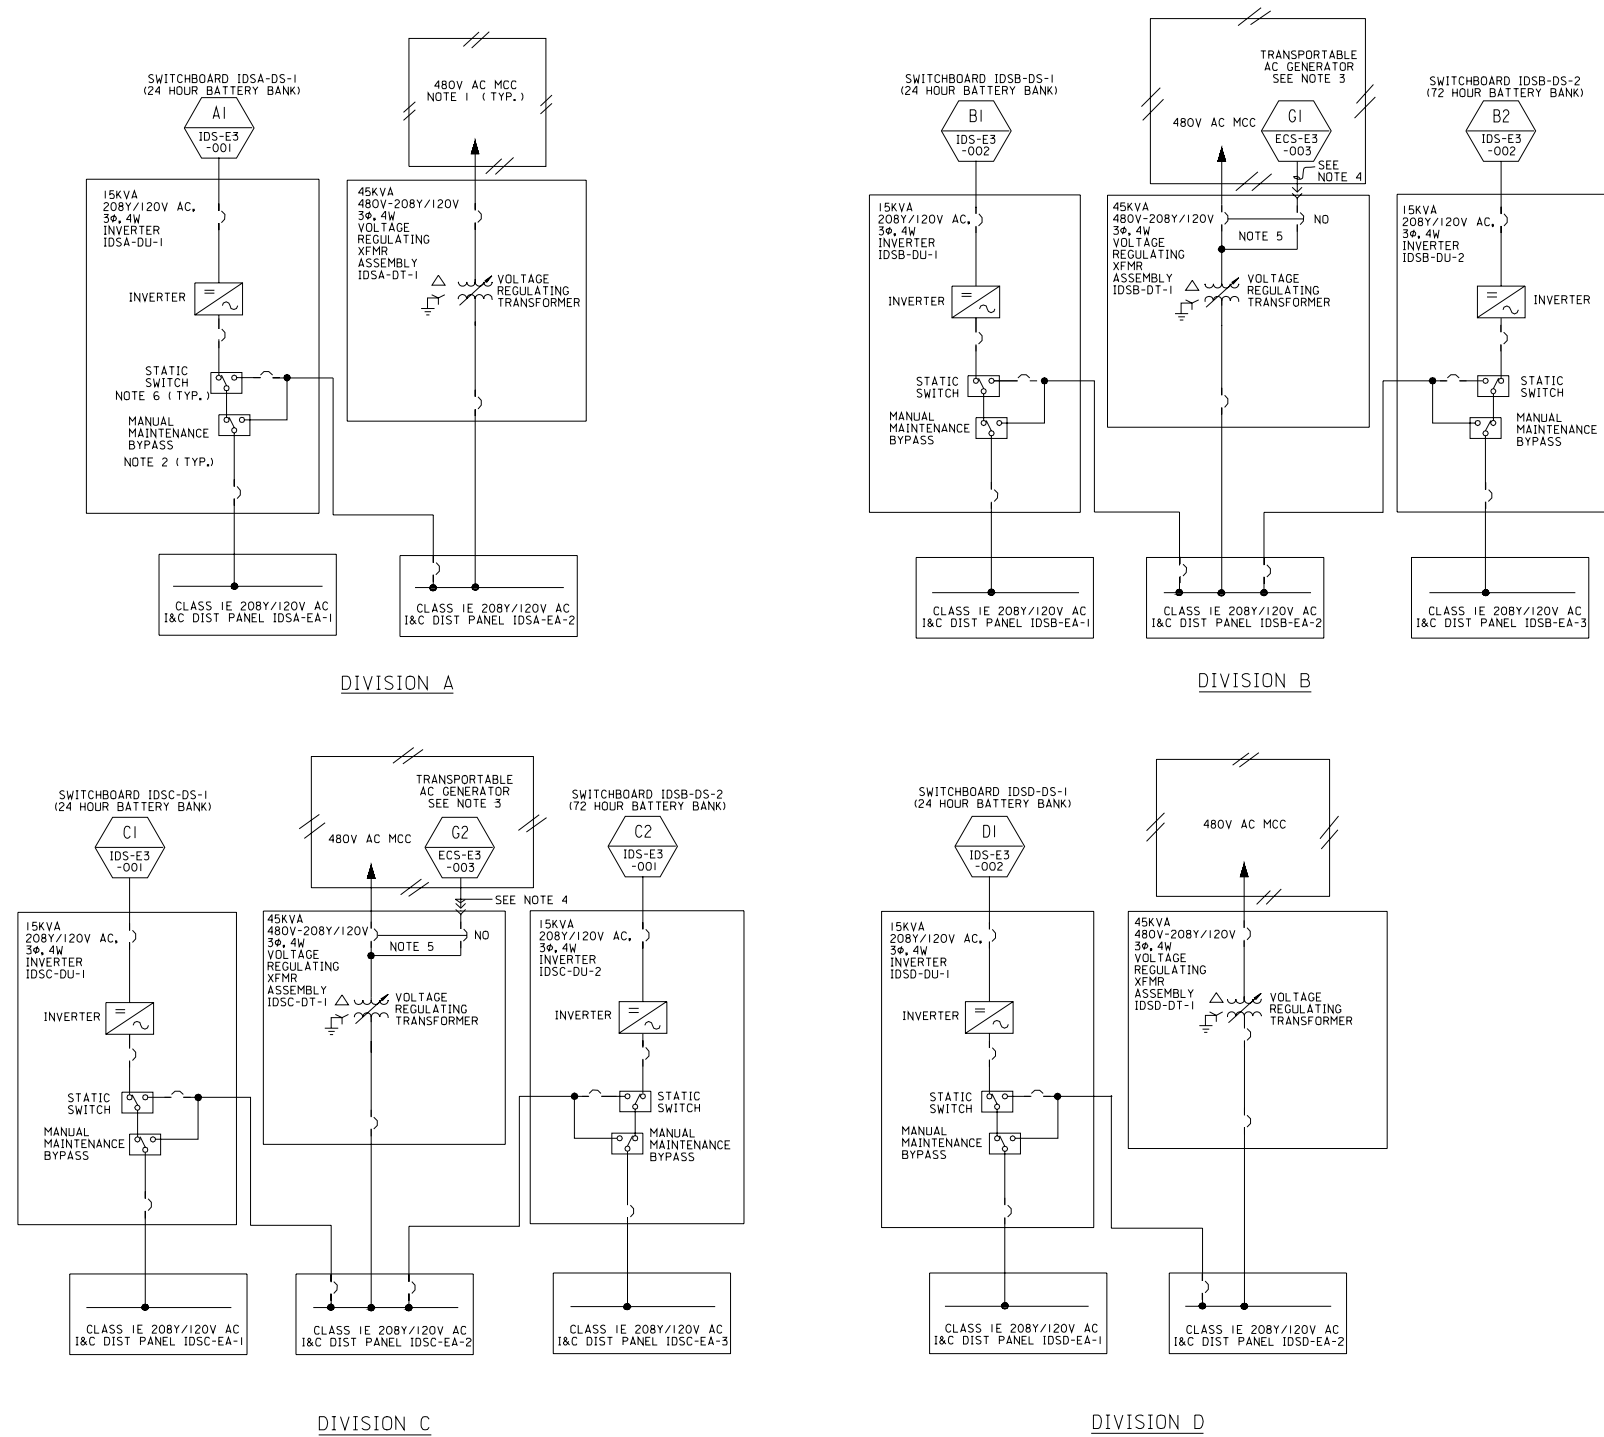 SWITCHBOARD IDSA-DS-1
(24 HOUR BATTERY BANK)
A1
IDS-E3
-001
480V AC MCC
NOTE 1 (TYP.)
15KVA
208Y/120V AC,
3Φ, 4W
INVERTER
IDSA-DU-1
45KVA
480V-208Y/120V
3Φ, 4W
VOLTAGE
REGULATING
XFMR
ASSEMBLY
IDSA-DT-1
INVERTER
VOLTAGE
REGULATING
TRANSFORMER
STATIC
SWITCH
NOTE 6 (TYP.)
MANUAL
MAINTENANCE
BYPASS
NOTE 2 (TYP.)
CLASS 1E 208Y/120V AC
I&C DIST PANEL IDSA-EA-1
CLASS 1E 208Y/120V AC
I&C DIST PANEL IDSA-EA-2
DIVISION A
SWITCHBOARD IDSB-DS-1
(24 HOUR BATTERY BANK)
B1
IDS-E3
-002
TRANSPORTABLE
AC GENERATOR
SEE NOTE 3
480V AC MCC
G1
ECS-E3
-003
SEE
NOTE 4
SWITCHBOARD IDSB-DS-2
(72 HOUR BATTERY BANK)
B2
IDS-E3
-002
15KVA
208Y/120V AC,
3Φ, 4W
INVERTER
IDSB-DU-1
45KVA
480V-208Y/120V
3Φ, 4W
VOLTAGE
REGULATING
XFMR
ASSEMBLY
IDSB-DT-1
NO
NOTE 5
15KVA
208Y/120V AC,
3Φ, 4W
INVERTER
IDSB-DU-2
INVERTER
VOLTAGE
REGULATING
TRANSFORMER
INVERTER
STATIC
SWITCH
MANUAL
MAINTENANCE
BYPASS
STATIC
SWITCH
MANUAL
MAINTENANCE
BYPASS
CLASS 1E 208Y/120V AC
I&C DIST PANEL IDSB-EA-1
CLASS 1E 208Y/120V AC
I&C DIST PANEL IDSB-EA-2
CLASS 1E 208Y/120V AC
I&C DIST PANEL IDSB-EA-3
DIVISION B
SWITCHBOARD IDSC-DS-1
(24 HOUR BATTERY BANK)
C1
IDS-E3
-001
TRANSPORTABLE
AC GENERATOR
SEE NOTE 3
480V AC MCC
G2
ECS-E3
-003
SEE NOTE 4
SWITCHBOARD IDSB-DS-2
(72 HOUR BATTERY BANK)
C2
IDS-E3
-001
15KVA
208Y/120V AC,
3Φ, 4W
INVERTER
IDSC-DU-1
45KVA
480V-208Y/120V
3Φ, 4W
VOLTAGE
REGULATING
XFMR
ASSEMBLY
IDSC-DT-1
NO
NOTE 5
15KVA
208Y/120V AC,
3Φ, 4W
INVERTER
IDSC-DU-2
INVERTER
VOLTAGE
REGULATING
TRANSFORMER
INVERTER
STATIC
SWITCH
MANUAL
MAINTENANCE
BYPASS
STATIC
SWITCH
MANUAL
MAINTENANCE
BYPASS
CLASS 1E 208Y/120V AC
I&C DIST PANEL IDSC-EA-1
CLASS 1E 208Y/120V AC
I&C DIST PANEL IDSC-EA-2
CLASS 1E 208Y/120V AC
I&C DIST PANEL IDSC-EA-3
DIVISION C
SWITCHBOARD IDSD-DS-1
(24 HOUR BATTERY BANK)
D1
IDS-E3
-002
480V AC MCC
15KVA
208Y/120V AC,
3Φ, 4W
INVERTER
IDSD-DU-1
45KVA
480V-208Y/120V
3Φ, 4W
VOLTAGE
REGULATING
XFMR
ASSEMBLY
IDSD-DT-1
INVERTER
VOLTAGE
REGULATING
TRANSFORMER
STATIC
SWITCH
MANUAL
MAINTENANCE
BYPASS
CLASS 1E 208Y/120V AC
I&C DIST PANEL IDSD-EA-1
CLASS 1E 208Y/120V AC
I&C DIST PANEL IDSD-EA-2
DIVISION D